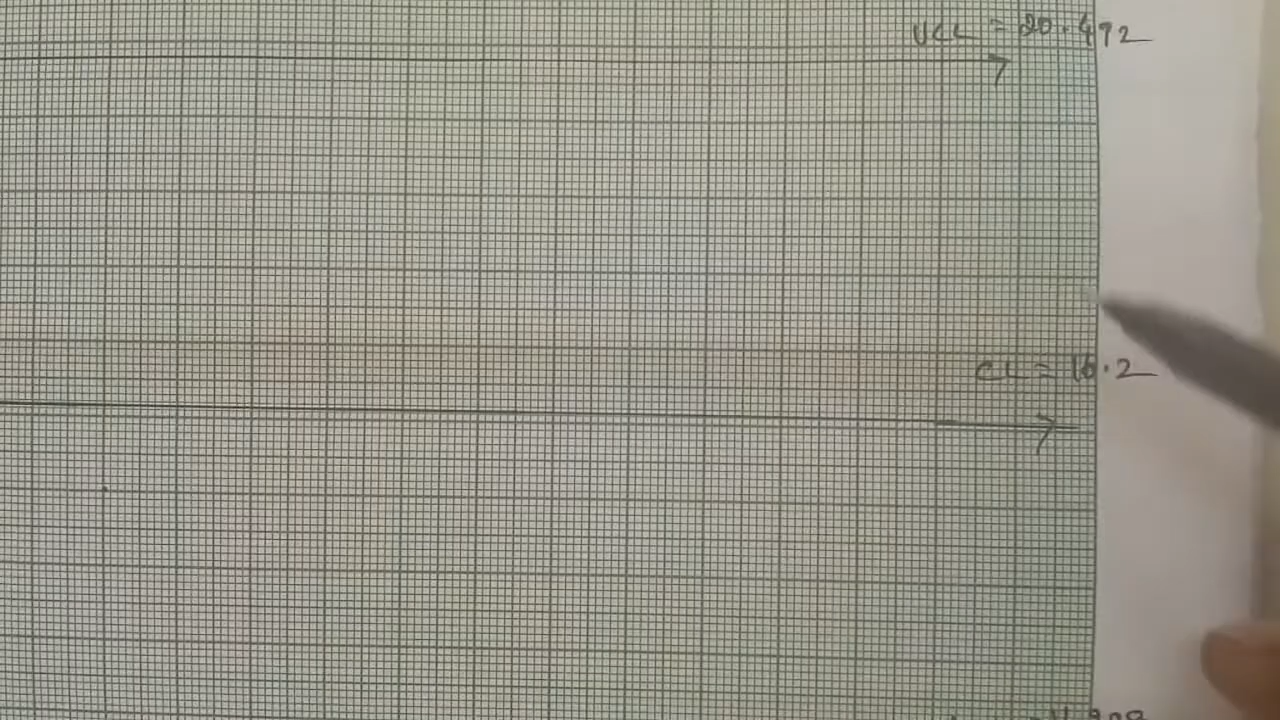 UCL = 20.492
CL = 16.2